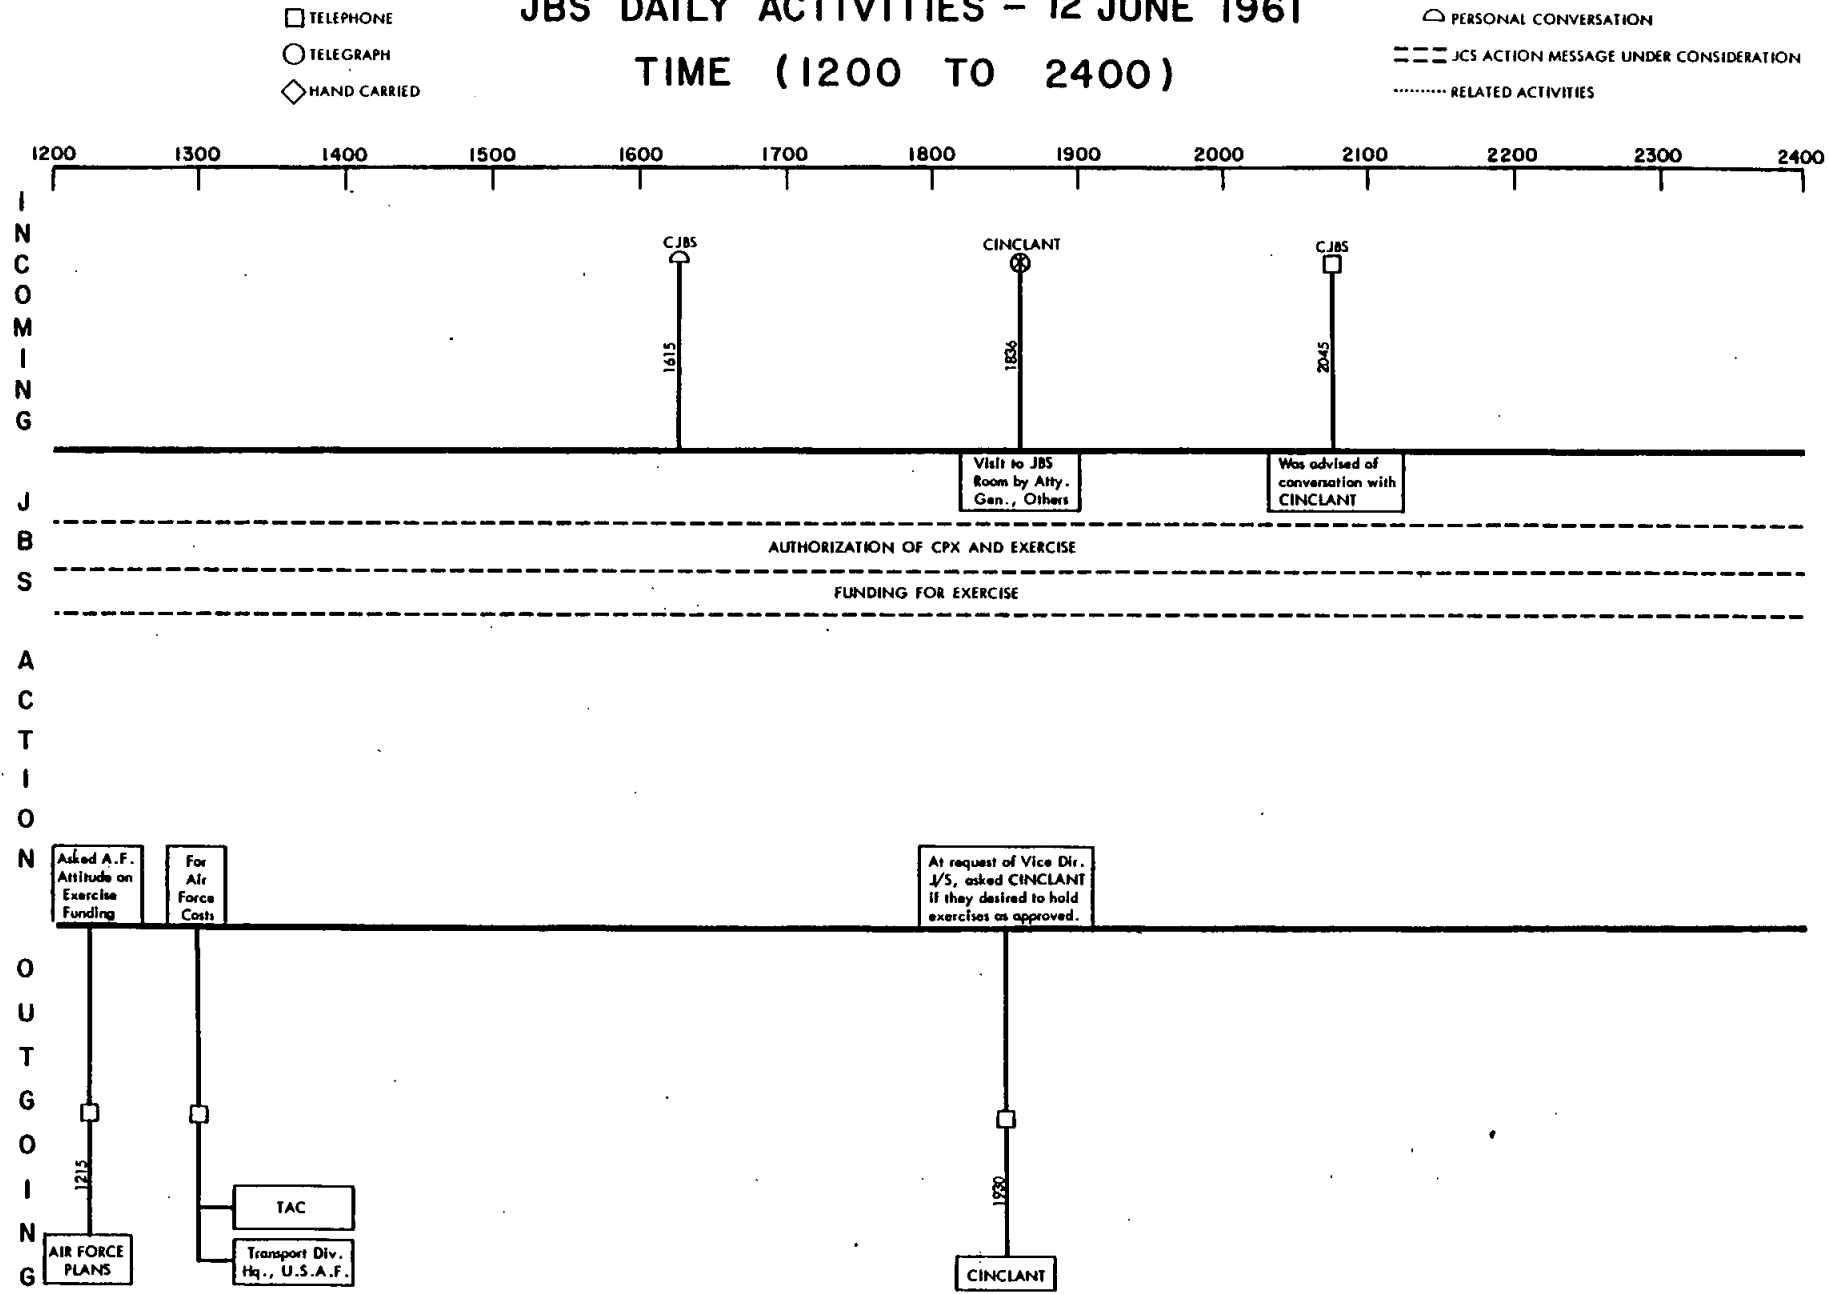 JBS DAILY ACTIVITIES – 12 JUNE 1961
TIME (1200 TO 2400)
TELEPHONE
TELEGRAPH
HAND CARRIED
PERSONAL CONVERSATION
JCS ACTION MESSAGE UNDER CONSIDERATION
RELATED ACTIVITIES
1200 1300 1400 1500 1600 1700 1800 1900 2000 2100 2200 2300 2400
INCOMING
CJBS
1615
CINCLANT
1836
CJBS
2045
Visit to JBS
Room by Atty.
Gen., Others
Was advised of
conversation with
CINCLANT
JBS ACTION
AUTHORIZATION OF CPX AND EXERCISE
FUNDING FOR EXERCISE
Asked A.F.
Attitude on
Exercise
Funding
For
Air
Force
Costs
At request of Vice Dir.
J/5, asked CINCLANT
if they desired to hold
exercises as approved.
OUTGOING
1215
AIR FORCE
PLANS
TAC
Transport Div.
Hq., U.S.A.F.
1930
CINCLANT